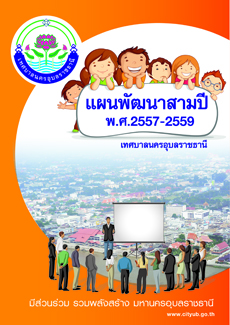 เทศบาลนครอุบลราชธานี
แผนพัฒนาสามปี
พ.ศ.2557-2559
เทศบาลนครอุบลราชธานี
มีส่วนร่วม รวมพลังสร้าง มหานครอุบลราชธานี
www.cityub.go.th